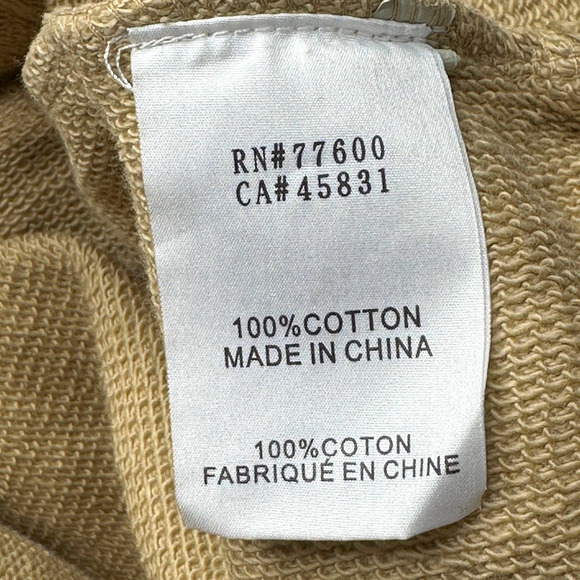 RN#77600
CA#45831
100%COTTON
MADE IN CHINA
100%COTON
FABRIQUÉ EN CHINE